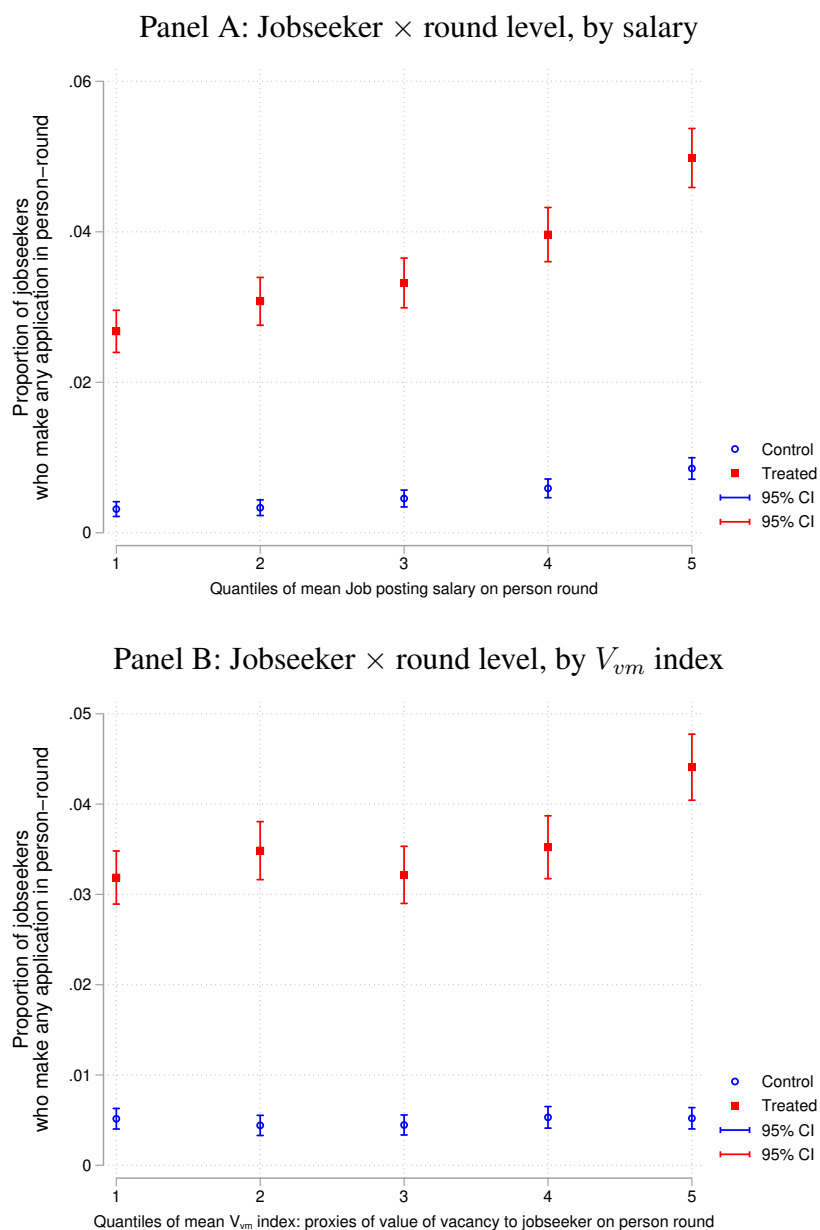 Panel A: Jobseeker × round level, by salary
Proportion of jobseekers
who make any application in person−round
.06
.04
.02
0
1 2 3 4 5
Quantiles of mean Job posting salary on person round
Control
Treated
95% CI
95% CI
Panel B: Jobseeker × round level, by V_{vm} index
Proportion of jobseekers
who make any application in person−round
.05
.04
.03
.02
.01
0
1 2 3 4 5
Quantiles of mean V_{vm} index: proxies of value of vacancy to jobseeker on person round
Control
Treated
95% CI
95% CI